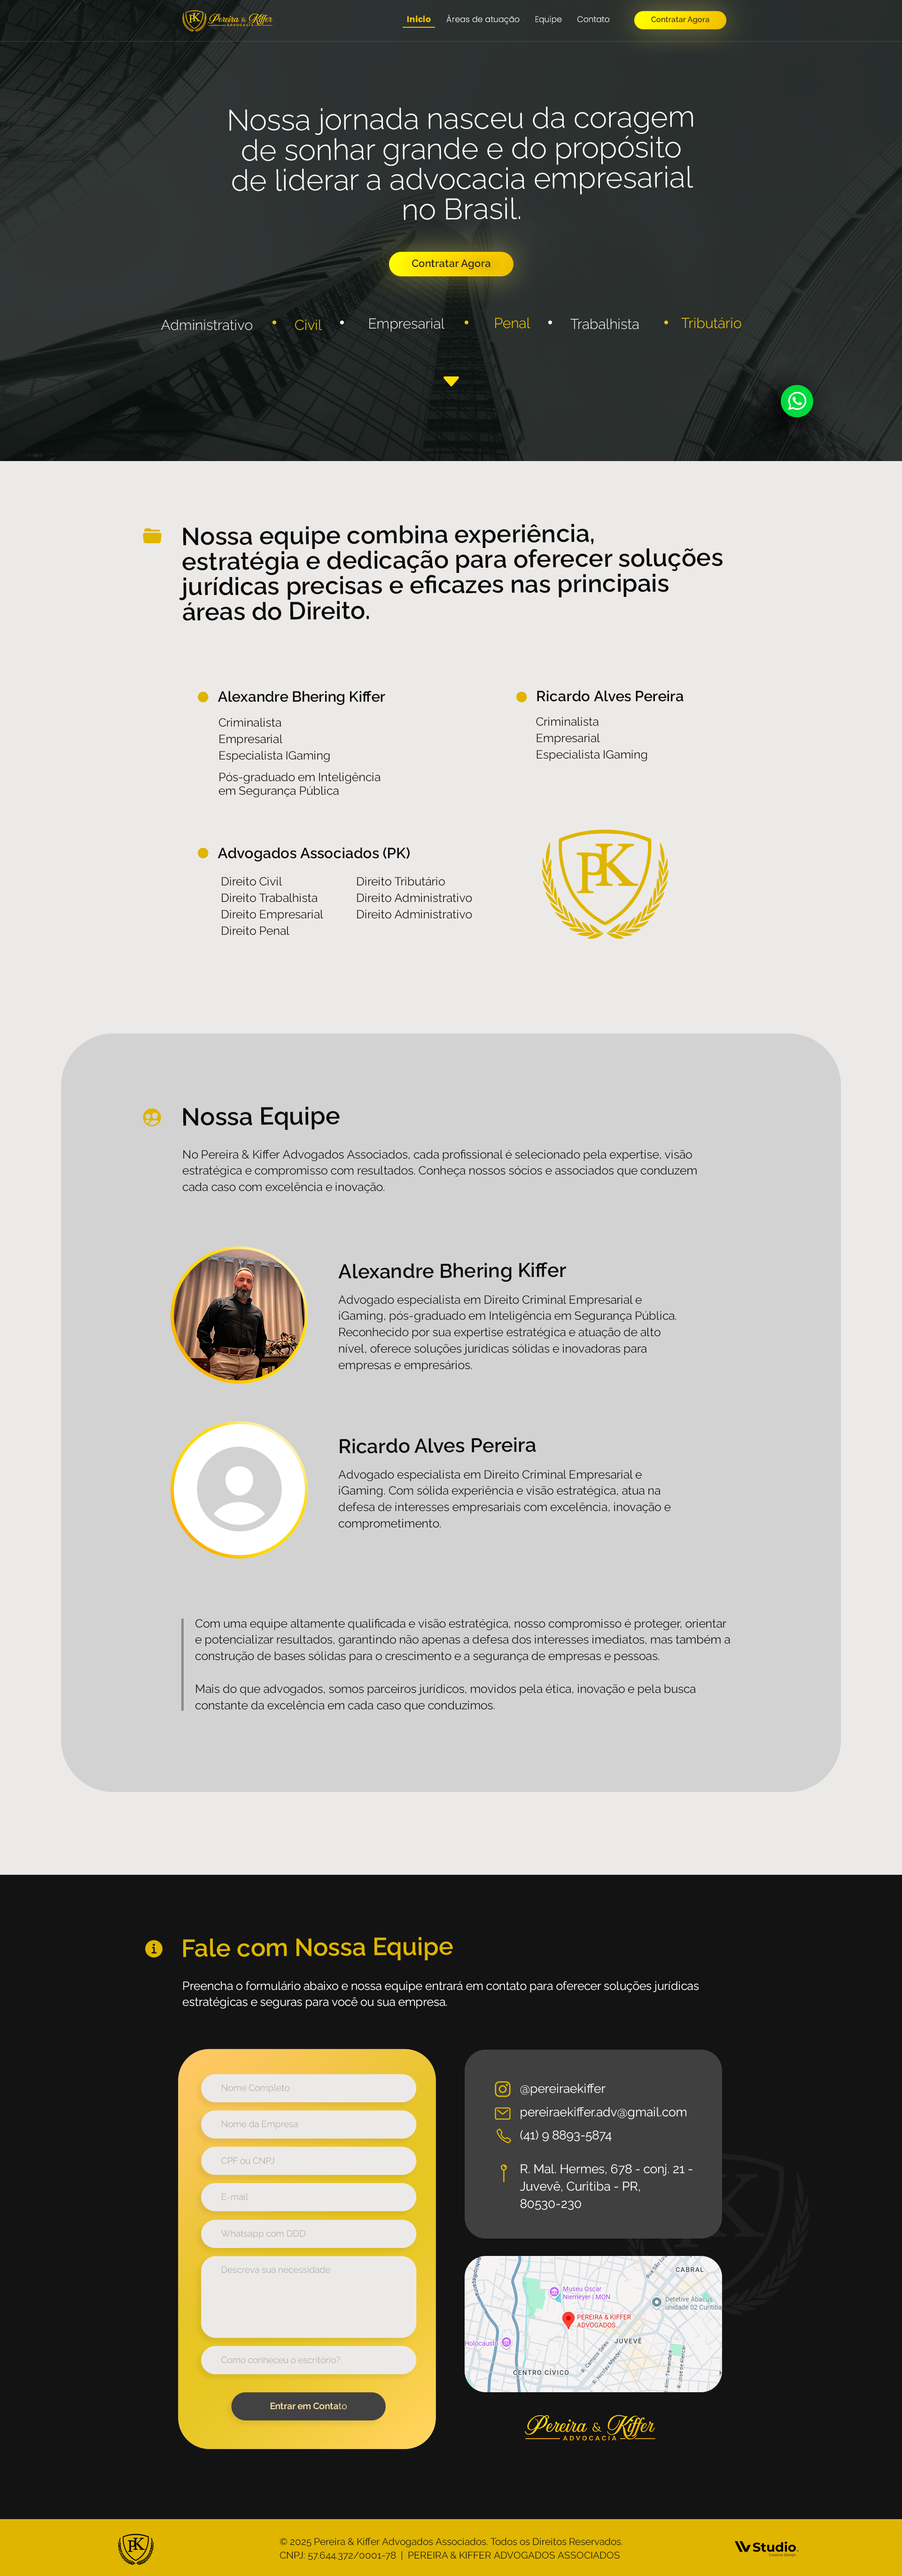 PK Pereira & Kiffer
ADVOCACIA
Inicio Áreas de atuação Equipe Contato Contratar Agora
Nossa jornada nasceu da coragem
de sonhar grande e do propósito
de liderar a advocacia empresarial
no Brasil.
Contratar Agora
Administrativo • Civil • Empresarial • Penal • Trabalhista • Tributário
Nossa equipe combina experiência,
estratégia e dedicação para oferecer soluções
jurídicas precisas e eficazes nas principais
áreas do Direito.
Alexandre Bhering Kiffer
Criminalista
Empresarial
Especialista IGaming
Pós-graduado em Inteligência
em Segurança Pública
Ricardo Alves Pereira
Criminalista
Empresarial
Especialista IGaming
Advogados Associados (PK)
Direito Civil
Direito Trabalhista
Direito Empresarial
Direito Penal
Direito Tributário
Direito Administrativo
Direito Administrativo
PK
Nossa Equipe
No Pereira & Kiffer Advogados Associados, cada profissional é selecionado pela expertise, visão
estratégica e compromisso com resultados. Conheça nossos sócios e associados que conduzem
cada caso com excelência e inovação.
Alexandre Bhering Kiffer
Advogado especialista em Direito Criminal Empresarial e
iGaming, pós-graduado em Inteligência em Segurança Pública.
Reconhecido por sua expertise estratégica e atuação de alto
nível, oferece soluções jurídicas sólidas e inovadoras para
empresas e empresários.
Ricardo Alves Pereira
Advogado especialista em Direito Criminal Empresarial e
iGaming. Com sólida experiência e visão estratégica, atua na
defesa de interesses empresariais com excelência, inovação e
comprometimento.
Com uma equipe altamente qualificada e visão estratégica, nosso compromisso é proteger, orientar
e potencializar resultados, garantindo não apenas a defesa dos interesses imediatos, mas também a
construção de bases sólidas para o crescimento e a segurança de empresas e pessoas.
Mais do que advogados, somos parceiros jurídicos, movidos pela ética, inovação e pela busca
constante da excelência em cada caso que conduzimos.
Fale com Nossa Equipe
Preencha o formulário abaixo e nossa equipe entrará em contato para oferecer soluções jurídicas
estratégicas e seguras para você ou sua empresa.
Nome Completo
Nome da Empresa
CPF ou CNPJ
E-mail
Whatsapp com DDD
Descreva sua necessidade
Como conheceu o escritório?
Entrar em Contato
@pereiraekiffer
pereiraekiffer.adv@gmail.com
(41) 9 8893-5874
R. Mal. Hermes, 678 - conj. 21 -
Juvevê, Curitiba - PR,
80530-230
CABRAL
Museu Oscar
Niemeyer | MON
Detetive Abacus
unidade 02 Curitiba
PEREIRA & KIFFER
ADVOGADOS
JUVEVÊ
Holocaust
CENTRO CÍVICO
Pereira & Kiffer
ADVOCACIA
PK
© 2025 Pereira & Kiffer Advogados Associados. Todos os Direitos Reservados.
CNPJ: 57.644.372/0001-78 | PEREIRA & KIFFER ADVOGADOS ASSOCIADOS
Studio.